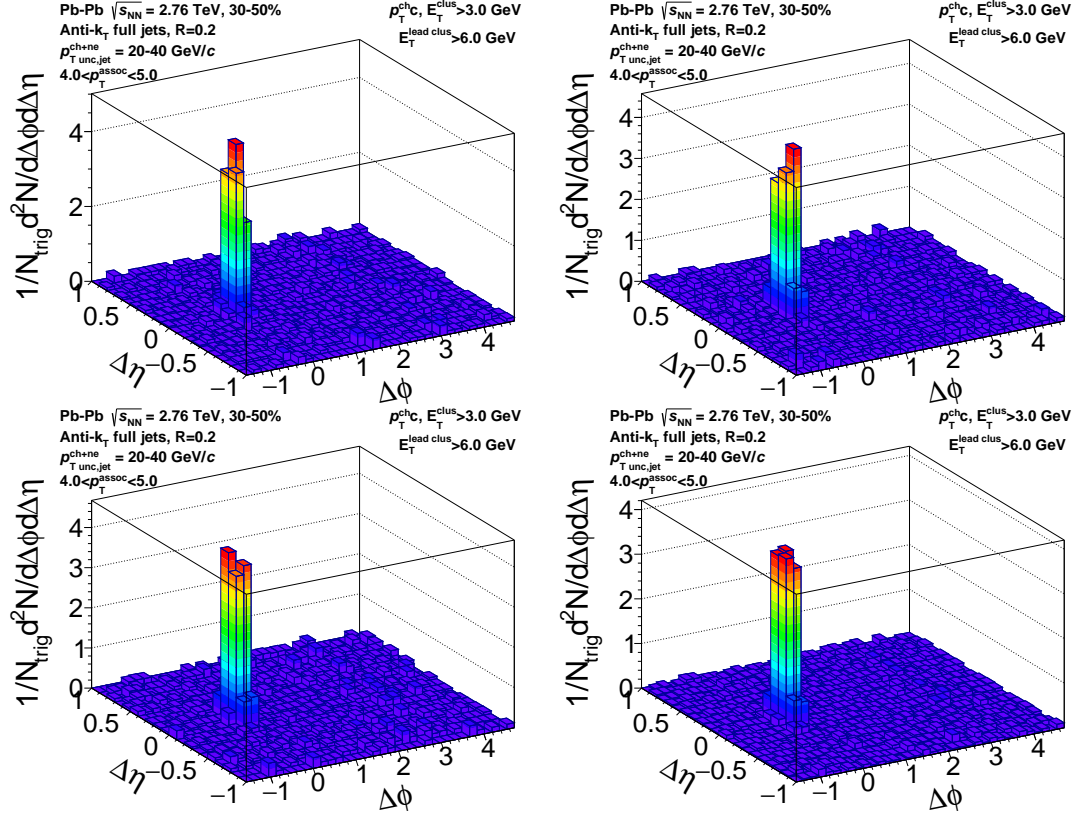 Pb-Pb √s_NN = 2.76 TeV, 30-50%
Anti-k_T full jets, R=0.2
p_T unc,jet^ch+ne = 20-40 GeV/c
4.0<p_T^assoc<5.0
p_T^ch c, E_T^clus>3.0 GeV
E_T^lead clus>6.0 GeV
1/N_trig d²N/dΔϕdΔη
4
2
0
1
0.5
0
−0.5
−1
Δη
−1
0
1
2
3
4
Δϕ
Pb-Pb √s_NN = 2.76 TeV, 30-50%
Anti-k_T full jets, R=0.2
p_T unc,jet^ch+ne = 20-40 GeV/c
4.0<p_T^assoc<5.0
p_T^ch c, E_T^clus>3.0 GeV
E_T^lead clus>6.0 GeV
1/N_trig d²N/dΔϕdΔη
4
3
2
1
0
1
0.5
0
−0.5
−1
Δη
−1
0
1
2
3
4
Δϕ
Pb-Pb √s_NN = 2.76 TeV, 30-50%
Anti-k_T full jets, R=0.2
p_T unc,jet^ch+ne = 20-40 GeV/c
4.0<p_T^assoc<5.0
p_T^ch c, E_T^clus>3.0 GeV
E_T^lead clus>6.0 GeV
1/N_trig d²N/dΔϕdΔη
4
3
2
1
0
0.5
0
−0.5
−1
Δη
−1
0
1
2
3
4
Δϕ
Pb-Pb √s_NN = 2.76 TeV, 30-50%
Anti-k_T full jets, R=0.2
p_T unc,jet^ch+ne = 20-40 GeV/c
4.0<p_T^assoc<5.0
p_T^ch c, E_T^clus>3.0 GeV
E_T^lead clus>6.0 GeV
1/N_trig d²N/dΔϕdΔη
4
3
2
1
0
0.5
0
−0.5
−1
Δη
−1
0
1
2
3
4
Δϕ